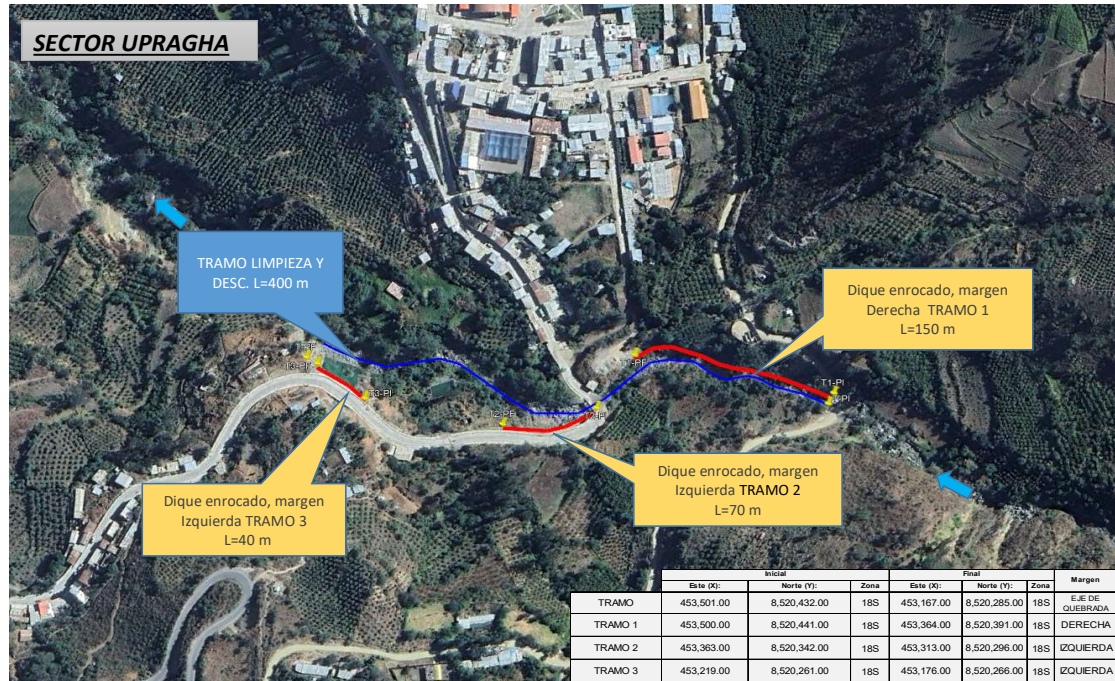 SECTOR UPRAGHA
TRAMO LIMPIEZA Y
DESC. L=400 m
Dique enrocado, margen
Derecha TRAMO 1
L=150 m
T1-PF
T1-PI
T3-PF
T3-PI
T2-PF
Dique enrocado, margen
Izquierda TRAMO 2
L=70 m
Dique enrocado, margen
Izquierda TRAMO 3
L=40 m
Inicial Final Margen
Este (X): Norte (Y): Zona Este (X): Norte (Y): Zona
TRAMO 453,501.00 8,520,432.00 18S 453,167.00 8,520,285.00 18S EJE DE QUEBRADA
TRAMO 1 453,500.00 8,520,441.00 18S 453,364.00 8,520,391.00 18S DERECHA
TRAMO 2 453,363.00 8,520,342.00 18S 453,313.00 8,520,296.00 18S IZQUIERDA
TRAMO 3 453,219.00 8,520,261.00 18S 453,176.00 8,520,266.00 18S IZQUIERDA